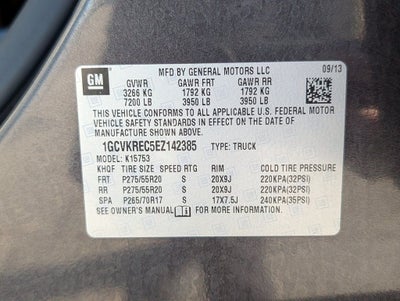 GM
MFD BY GENERAL MOTORS LLC
09/13
GVWR GAWR FRT GAWR RR
3266 KG 1792 KG 1792 KG
7200 LB 3950 LB 3950 LB
THIS VEHICLE CONFORMS TO ALL APPLICABLE U.S. FEDERAL MOTOR
VEHICLE SAFETY STANDARDS IN EFFECT ON THE DATE OF
MANUFACTURE SHOWN ABOVE.
1GCVKREC5EZ142385 TYPE: TRUCK
MODEL: K15753
KHQF TIRE SIZE SPEED RTG RIM COLD TIRE PRESSURE
FRT P275/55R20 S 20X9J 220KPA(32PSI)
RR P275/55R20 S 20X9J 220KPA(32PSI)
SPA P265/70R17 S 17X7.5J 240KPA(35PSI)
SEE OWNER'S MANUAL FOR MORE INFORMATION.